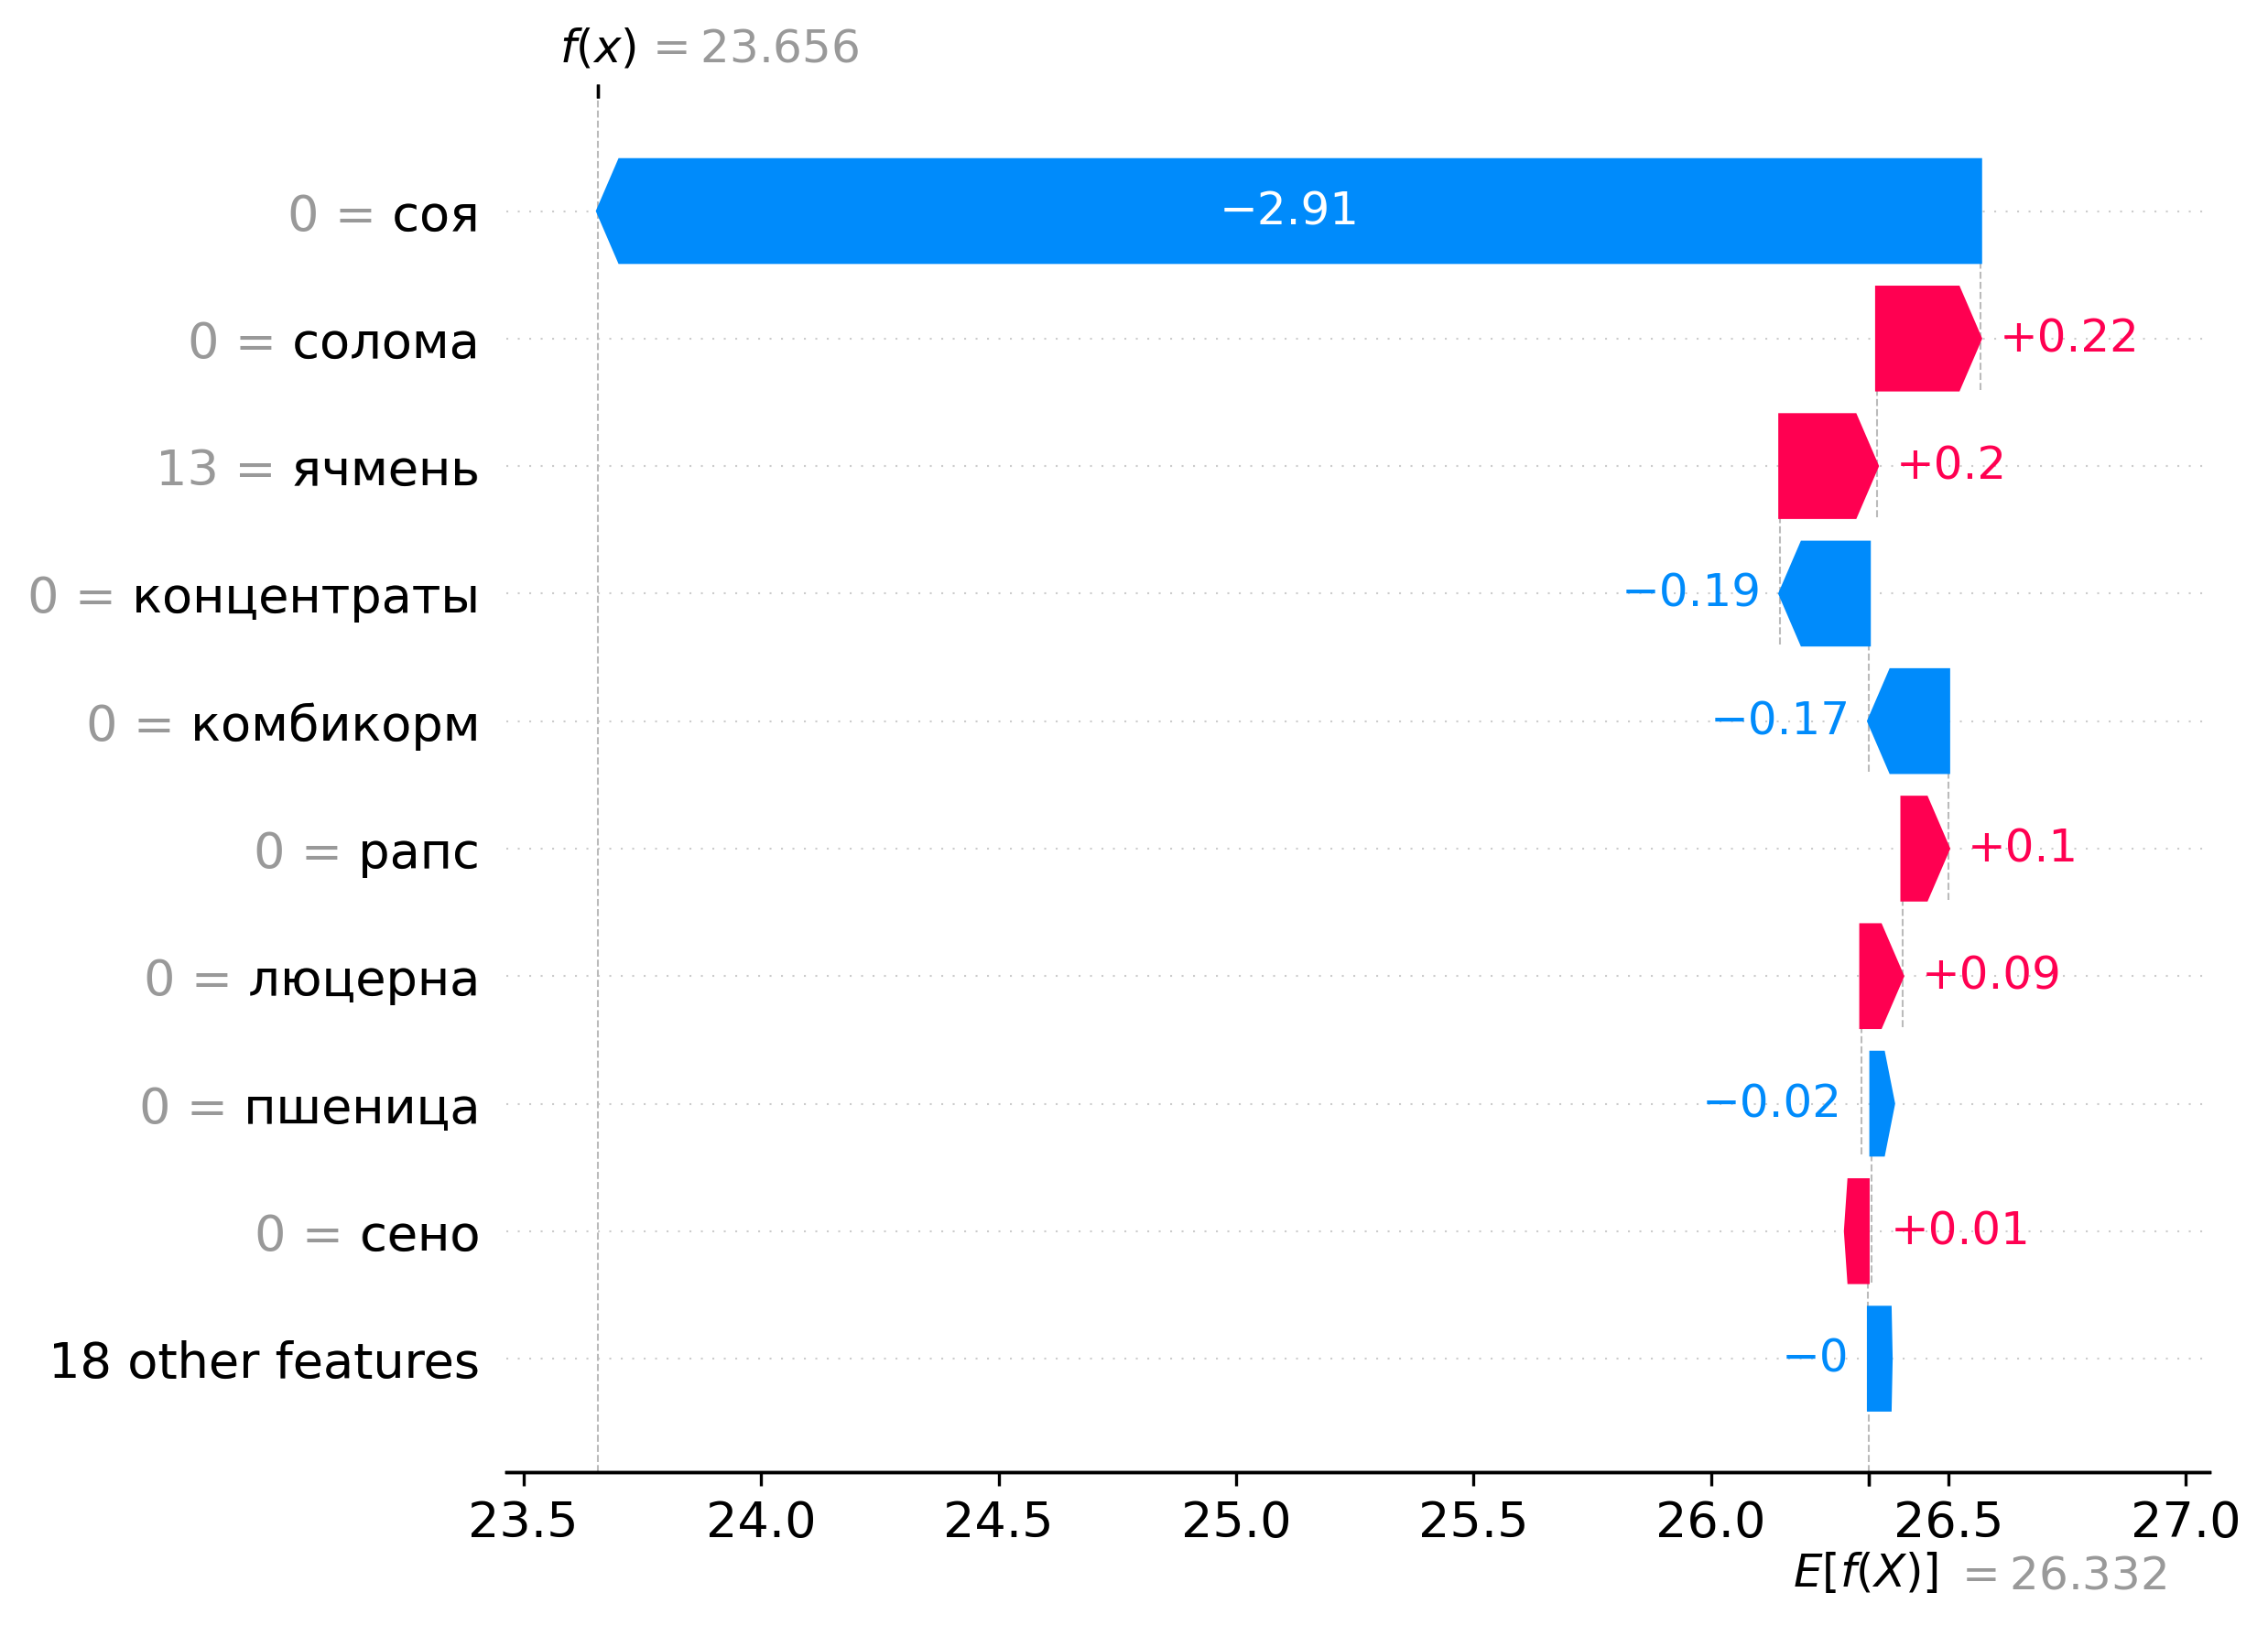 f(x) = 23.656
0 = соя
−2.91
0 = солома
+0.22
13 = ячмень
+0.2
0 = концентраты
−0.19
0 = комбикорм
−0.17
0 = рапс
+0.1
0 = люцерна
+0.09
0 = пшеница
−0.02
0 = сено
+0.01
18 other features
−0
23.5 24.0 24.5 25.0 25.5 26.0 26.5 27.0
E[f(X)] = 26.332